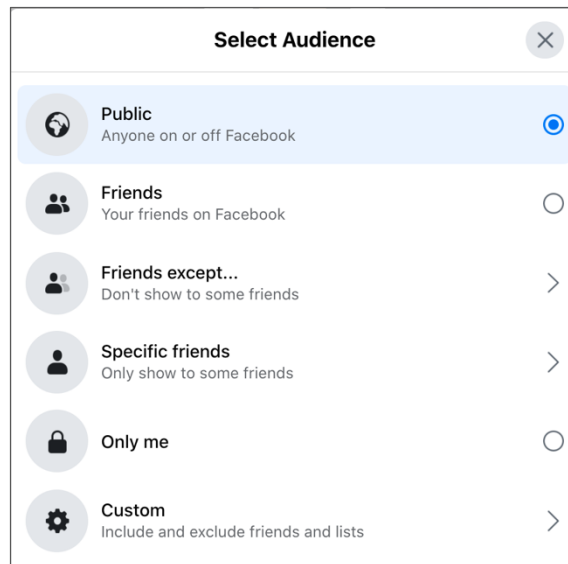 Select Audience
Public
Anyone on or off Facebook
Friends
Your friends on Facebook
Friends except...
Don't show to some friends
Specific friends
Only show to some friends
Only me
Custom
Include and exclude friends and lists